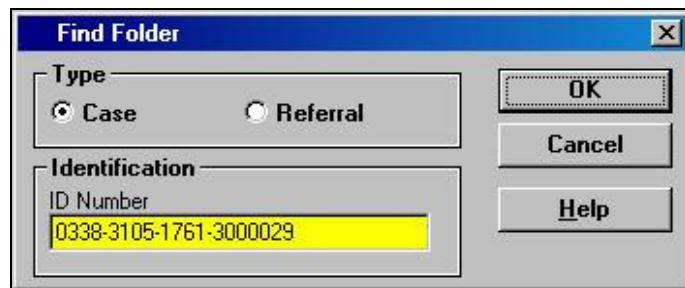 Find Folder
Type
Case Referral
OK
Cancel
Identification
ID Number
0338-3105-1761-3000029
Help